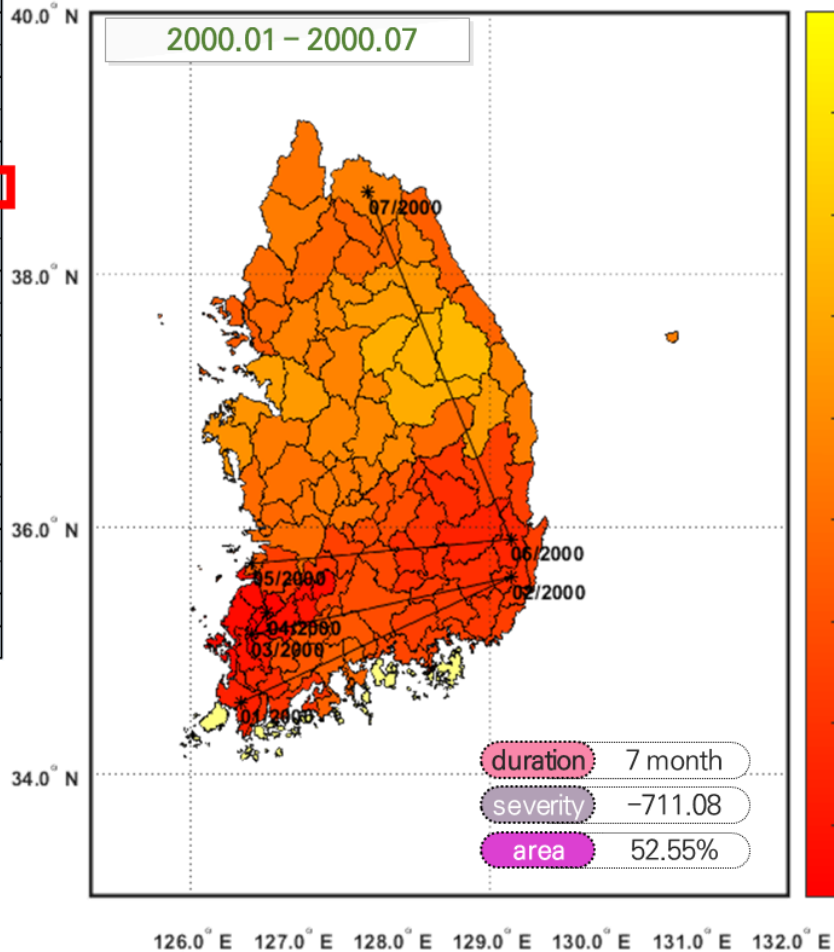 40.0° N
2000.01 – 2000.07
07/2000
38.0° N
36.0° N
06/2000
05/2000
02/2000
04/2000
03/2000
01/2000
34.0° N
duration 7 month
severity -711.08
area 52.55%
126.0° E 127.0° E 128.0° E 129.0° E 130.0° E 131.0° E 132.0° E